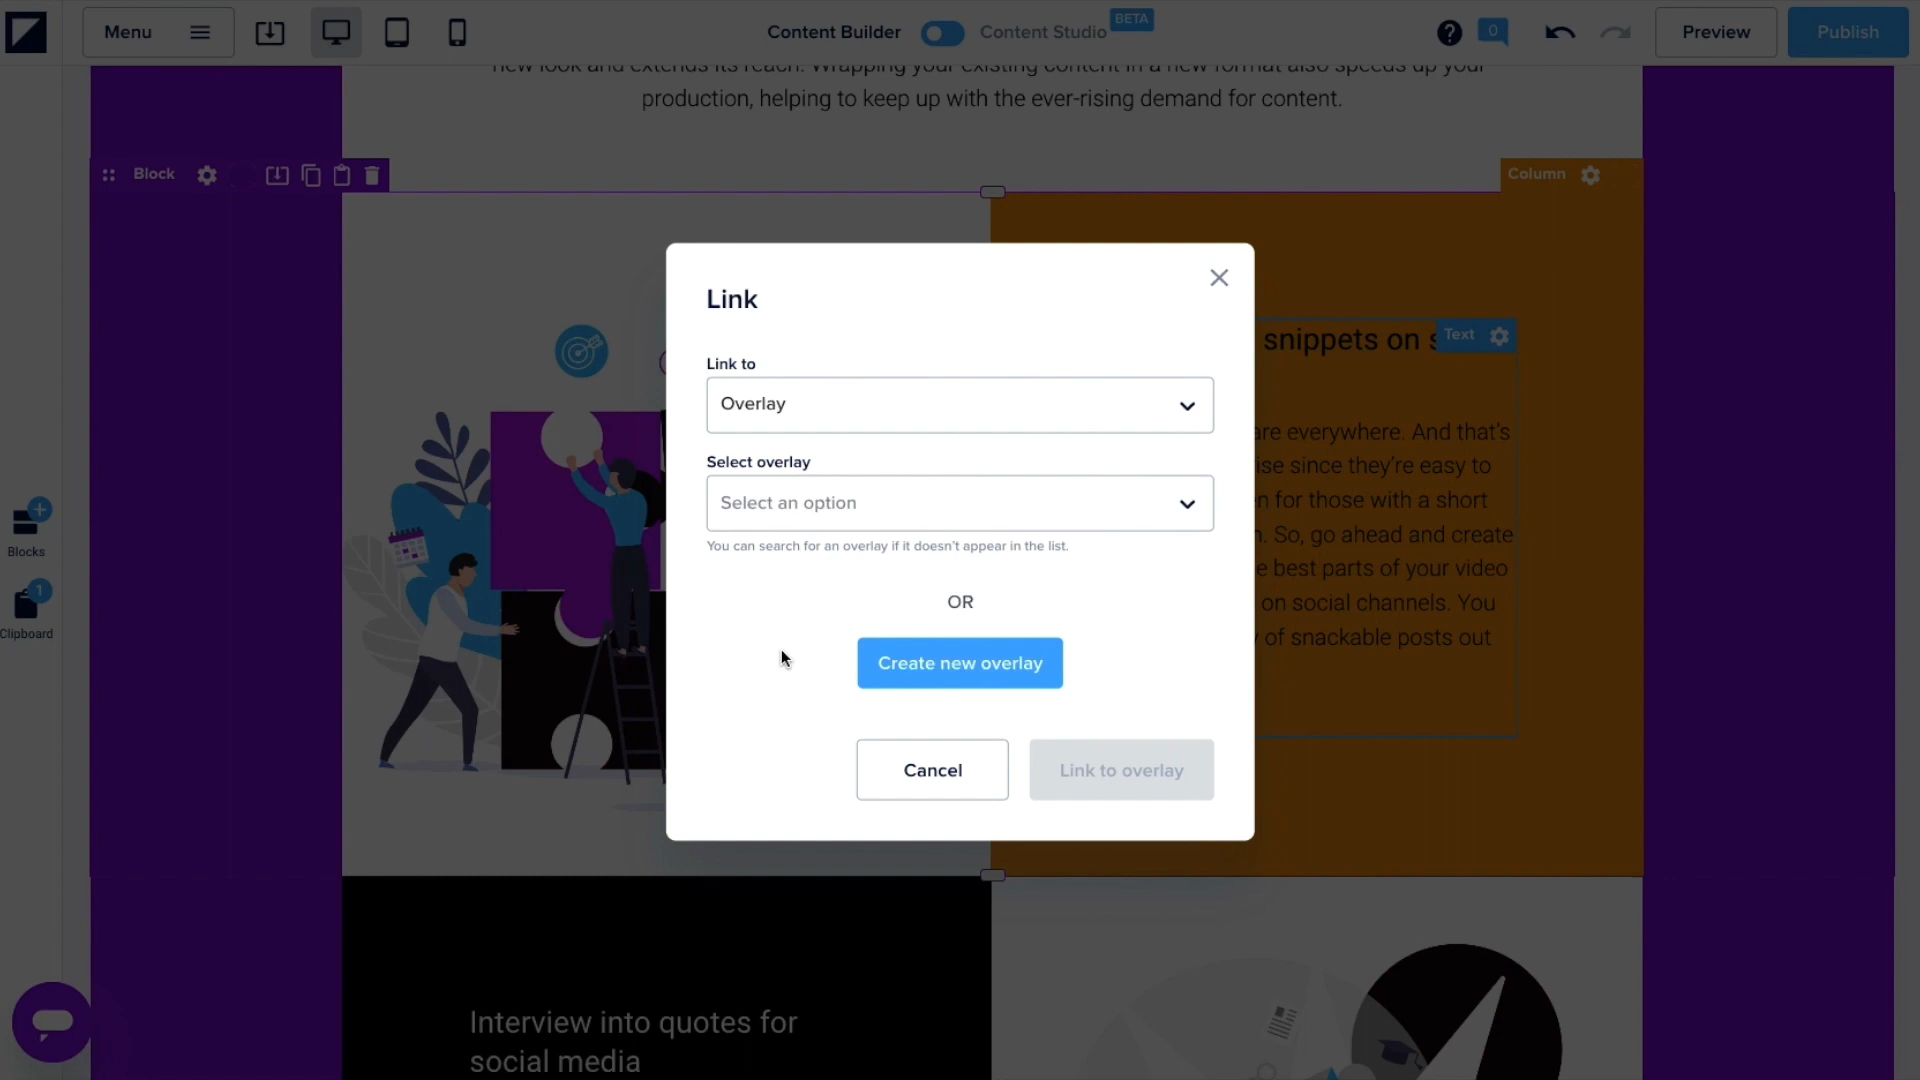 Menu
Content Builder
Content Studio
BETA
0
Preview
Publish
new look and extends its reach. Wrapping your existing content in a new format also speeds up your
production, helping to keep up with the ever-rising demand for content.
Block
Column
Link
Link to
Overlay
Select overlay
Select an option
You can search for an overlay if it doesn't appear in the list.
OR
Create new overlay
Cancel
Link to overlay
snippets on s
Text
are everywhere. And that's
ise since they're easy to
n for those with a short
. So, go ahead and create
e best parts of your video
on social channels. You
y of snackable posts out
Blocks
1
Clipboard
Interview into quotes for
social media